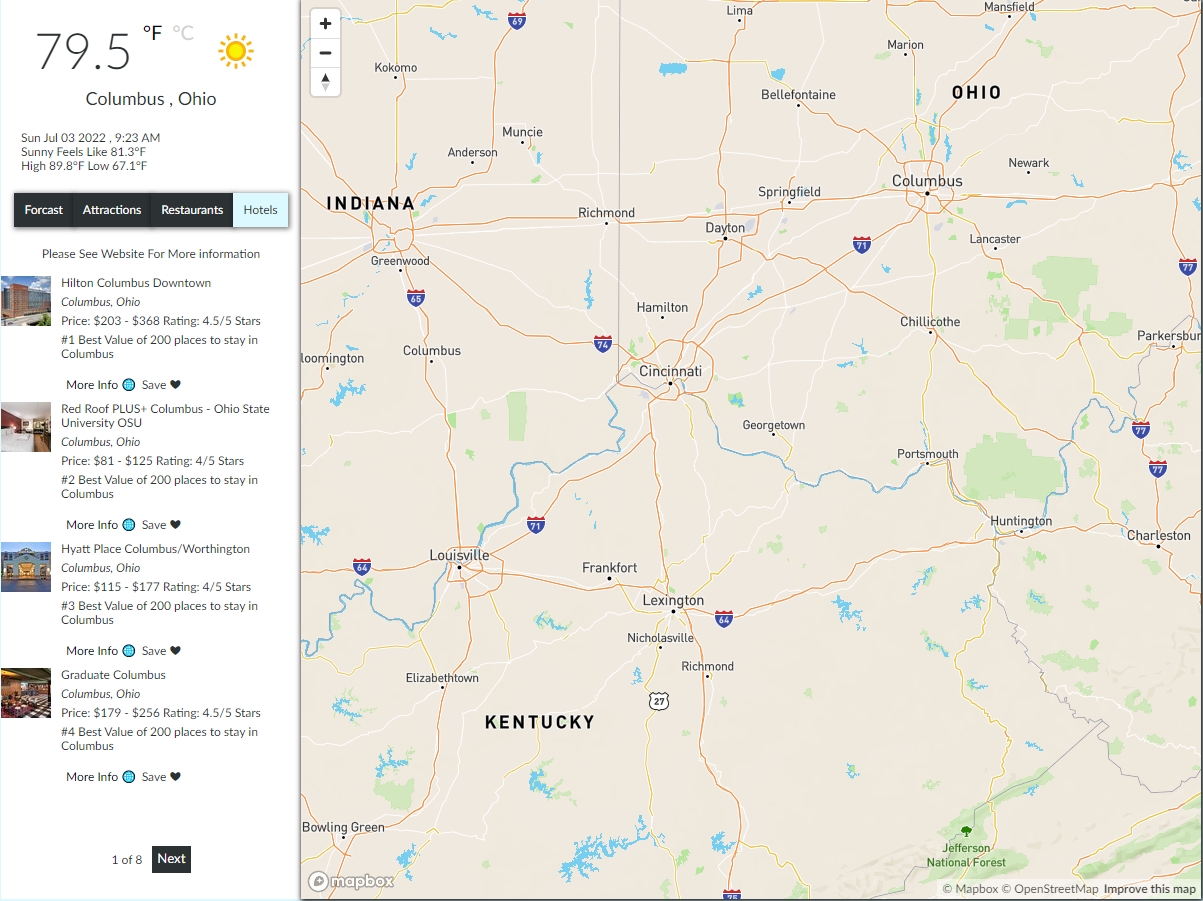 79.5 °F °C
Columbus , Ohio
Sun Jul 03 2022 , 9:23 AM
Sunny Feels Like 81.3°F
High 89.8°F Low 67.1°F
Forcast Attractions Restaurants Hotels
Please See Website For More information
Hilton Columbus Downtown
Columbus, Ohio
Price: $203 - $368 Rating: 4.5/5 Stars
#1 Best Value of 200 places to stay in
Columbus
More Info Save
Red Roof PLUS+ Columbus - Ohio State
University OSU
Columbus, Ohio
Price: $81 - $125 Rating: 4/5 Stars
#2 Best Value of 200 places to stay in
Columbus
More Info Save
Hyatt Place Columbus/Worthington
Columbus, Ohio
Price: $115 - $177 Rating: 4/5 Stars
#3 Best Value of 200 places to stay in
Columbus
More Info Save
Graduate Columbus
Columbus, Ohio
Price: $179 - $256 Rating: 4.5/5 Stars
#4 Best Value of 200 places to stay in
Columbus
More Info Save
1 of 8 Next
+
−
Lima
Mansfield
69
Marion
Kokomo
Bellefontaine
OHIO
Muncie
Anderson
Newark
Columbus
Springfield
INDIANA
Richmond
Dayton
71
Lancaster
Greenwood
77
65
Hamilton
Chillicothe
Parkersbur
74
Columbus
loomington
Cincinnati
Georgetown
77
Portsmouth
77
Huntington
71
Charleston
Louisville
64
Frankfort
Lexington
64
Nicholasville
Richmond
Elizabethtown
27
KENTUCKY
Bowling Green
Jefferson
National Forest
75
mapbox
© Mapbox © OpenStreetMap Improve this map